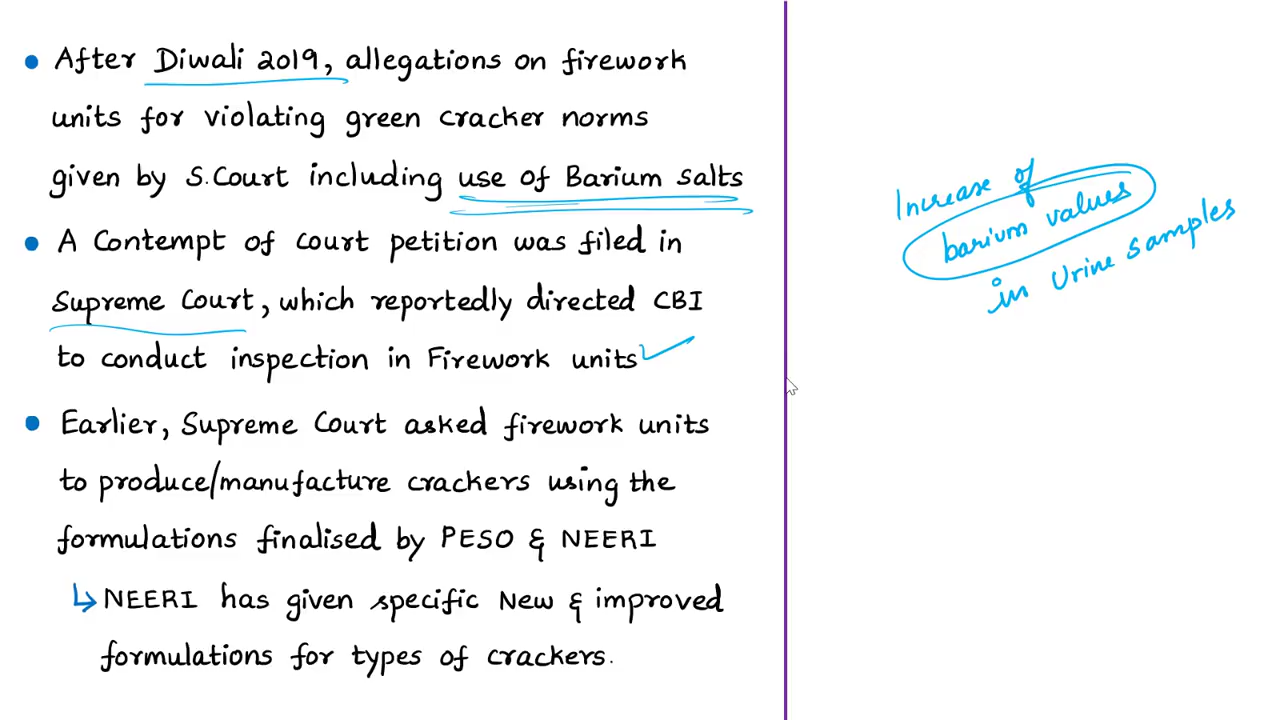 • After Diwali 2019, allegations on firework
units for violating green cracker norms
given by S.Court including use of Barium salts
• A Contempt of court petition was filed in
Supreme Court, which reportedly directed CBI
to conduct inspection in Firework units
• Earlier, Supreme Court asked firework units
to produce/manufacture crackers using the
formulations finalised by PESO & NEERI
↳ NEERI has given specific New & improved
formulations for types of crackers.
Increase of
barium values
in Urine samples